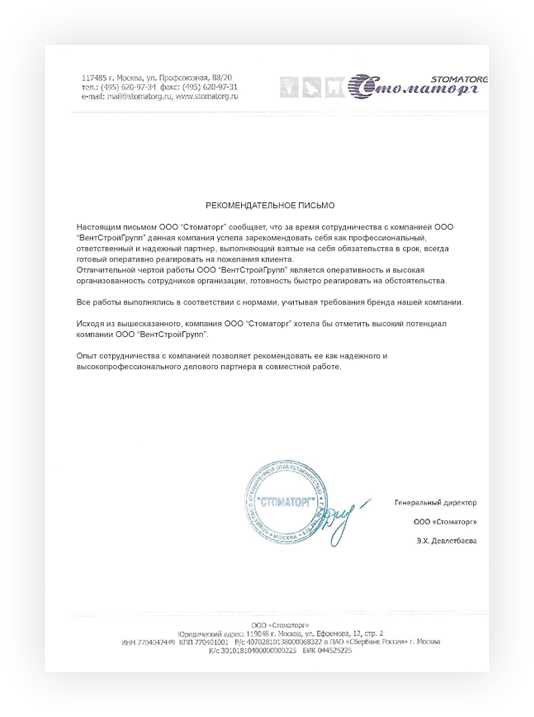 117485 г. Москва, ул. Профсоюзная, 88/20
тел.: (495) 620-97-34 факс: (495) 620-97-31
e-mail: mail@stomatorg.ru, www.stomatorg.ru
STOMATORG
Стоматорг
РЕКОМЕНДАТЕЛЬНОЕ ПИСЬМО
Настоящим письмом ООО "Стоматорг" сообщает, что за время сотрудничества с компанией ООО
"ВентСтройГрупп" данная компания успела зарекомендовать себя как профессиональный,
ответственный и надежный партнер, выполняющий взятые на себя обязательства в срок, всегда
готовый оперативно реагировать на пожелания клиента.
Отличительной чертой работы ООО "ВентСтройГрупп" является оперативность и высокая
организованность сотрудников организации, готовность быстро реагировать на обстоятельства.
Все работы выполнялись в соответствии с нормами, учитывая требования бренда нашей компании.
Исходя из вышесказанного, компания ООО "Стоматорг" хотела бы отметить высокий потенциал
компании ООО "ВентСтройГрупп".
Опыт сотрудничества с компанией позволяет рекомендовать ее как надежного и
высокопрофессионального делового партнера в совместной работе.
"СТОМАТОРГ"
МОСКВА
Генеральный директор
ООО «Стоматорг»
Э.Х. Девлетбаева
ООО «Стоматорг»
Юридический адрес: 119048 г. Москва, ул. Ефремова, 12, стр. 2
ИНН 7704047449 КПП 770401001 Р/с 40702810138000068322 в ПАО «Сбербанк России» г. Москва
К/с 30101810400000000225 БИК 044525225